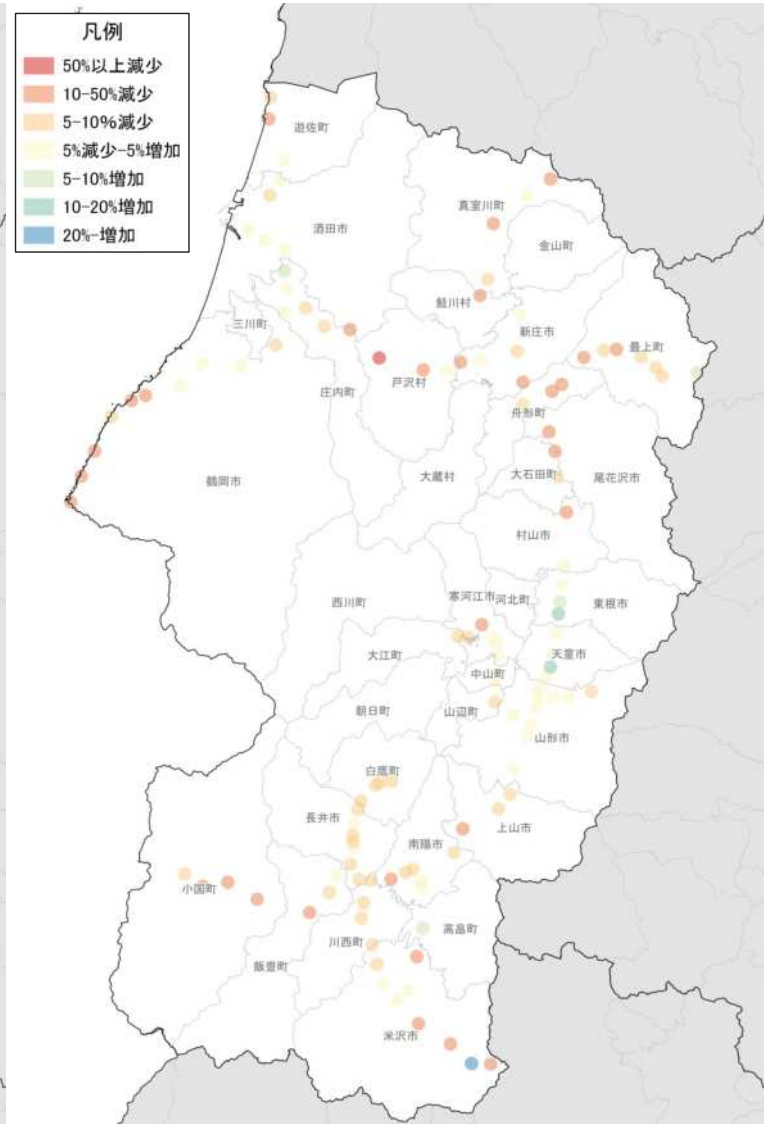 凡例
50%以上減少
10-50%減少
5-10%減少
5%減少-5%増加
5-10%増加
10-20%増加
20%-増加
遊佐町
真室川町
酒田市
金山町
鮭川村
三川町
新庄市
最上町
庄内町
戸沢村
舟形町
大蔵村
大石田町
尾花沢市
鶴岡市
村山市
西川町
寒河江市
河北町
東根市
大江町
天童市
中山町
朝日町
山辺町
山形市
白鷹町
長井市
上山市
南陽市
小国町
川西町
高畠町
飯豊町
米沢市